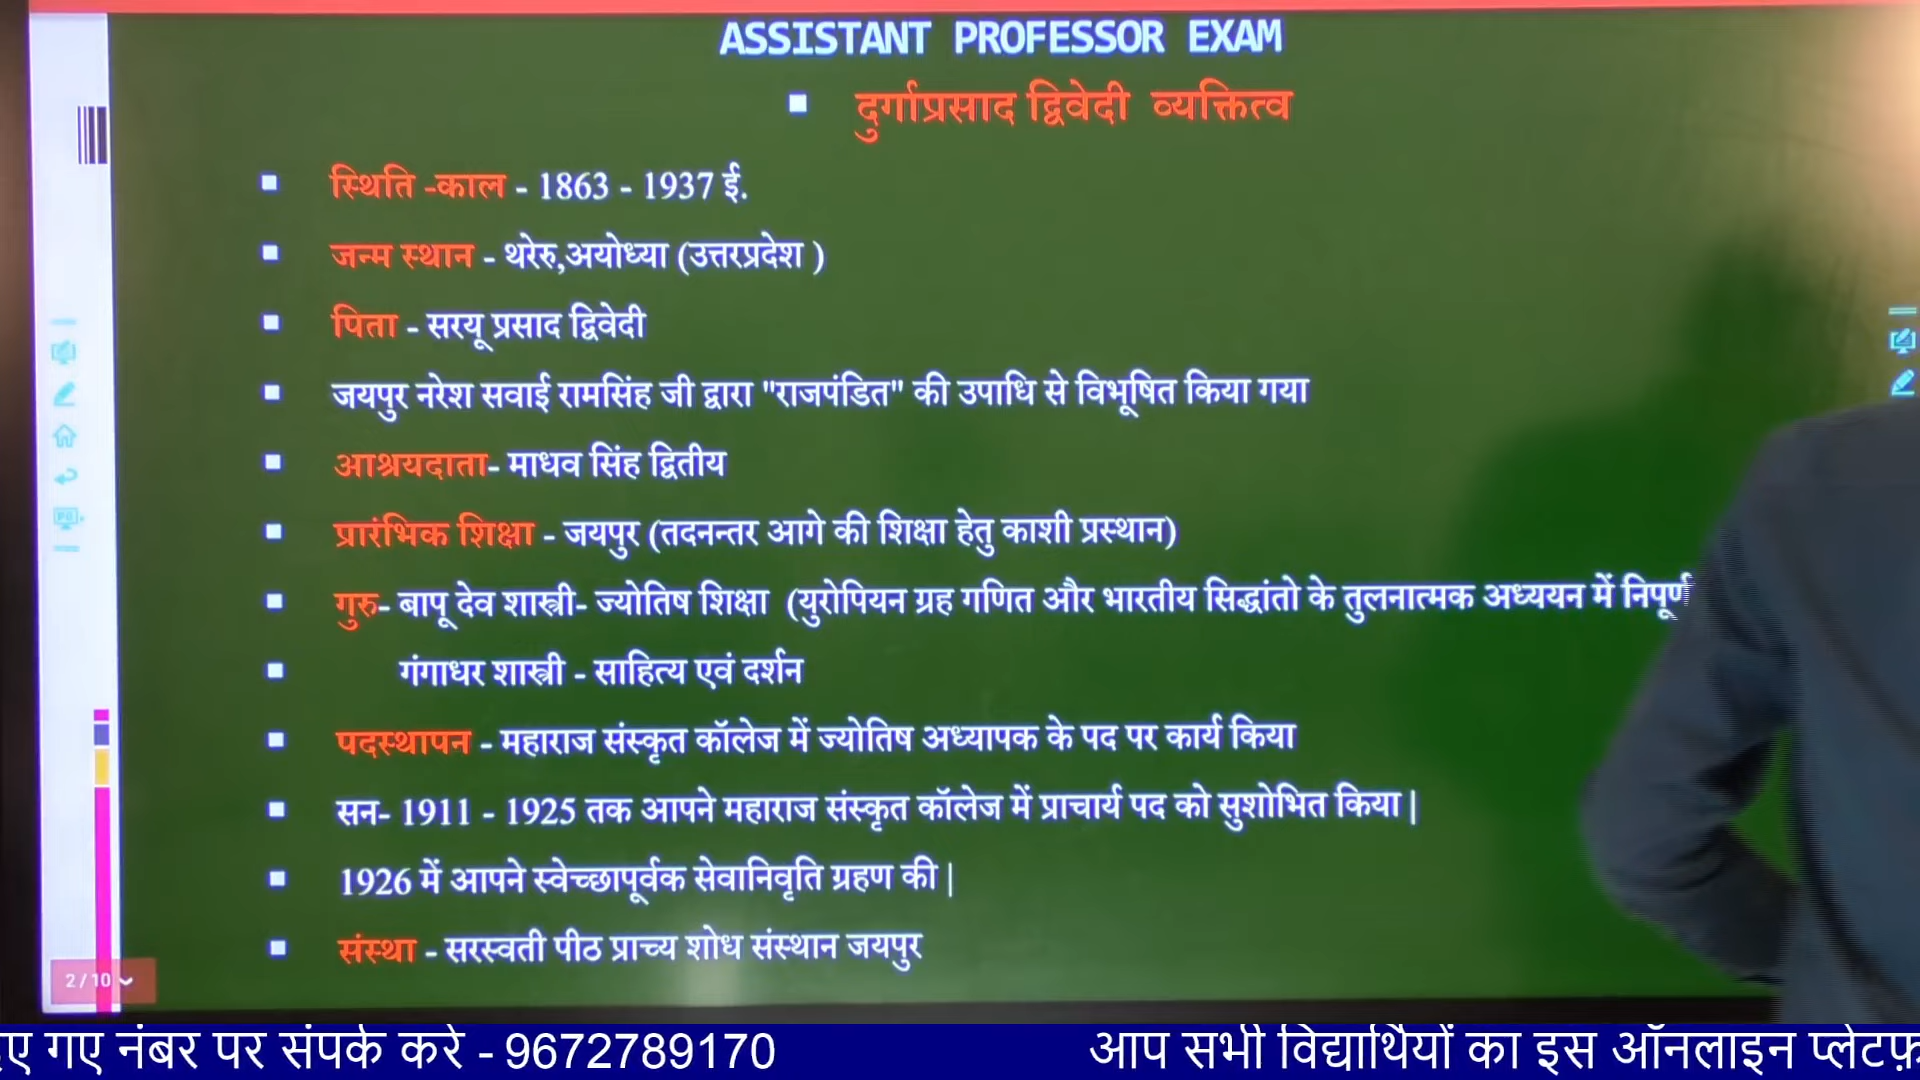 ASSISTANT PROFESSOR EXAM
दुर्गाप्रसाद द्विवेदी व्यक्तित्व
स्थिति -काल - 1863 - 1937 ई.
जन्म स्थान - थरेरु,अयोध्या (उत्तरप्रदेश )
पिता - सरयू प्रसाद द्विवेदी
जयपुर नरेश सवाई रामसिंह जी द्वारा "राजपंडित" की उपाधि से विभूषित किया गया
आश्रयदाता- माधव सिंह द्वितीय
प्रारंभिक शिक्षा - जयपुर (तदनन्तर आगे की शिक्षा हेतु काशी प्रस्थान)
गुरु- बापू देव शास्त्री- ज्योतिष शिक्षा (युरोपियन ग्रह गणित और भारतीय सिद्धांतो के तुलनात्मक अध्ययन में
गंगाधर शास्त्री - साहित्य एवं दर्शन
पदस्थापन - महाराज संस्कृत कॉलेज में ज्योतिष अध्यापक के पद पर कार्य किया
सन- 1911 - 1925 तक आपने महाराज संस्कृत कॉलेज में प्राचार्य पद को सुशोभित किया |
1926 में आपने स्वेच्छापूर्वक सेवानिवृति ग्रहण की |
संस्था - सरस्वती पीठ प्राच्य शोध संस्थान जयपुर
2 / 10
गए नंबर पर संपर्क करे - 9672789170 आप सभी विद्यार्थियों का इस ऑनलाइन